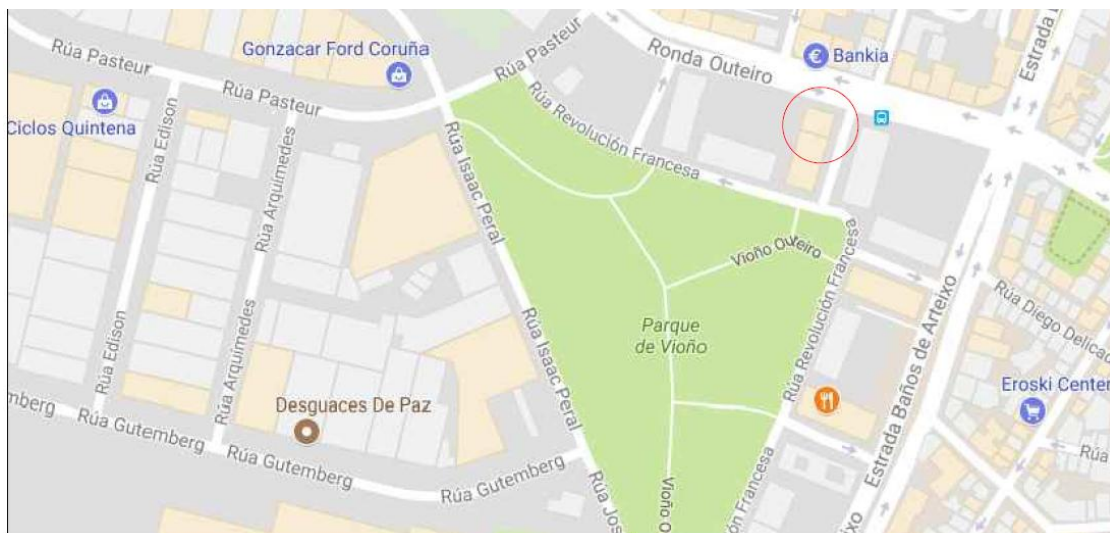 Rúa Pasteur
Gonzacar Ford Coruña
Rúa Pasteur
Ronda Outeiro
€ Bankia
Estrada
Rúa Pasteur
Ciclos Quintena
Rúa Edison
Rúa Arquimedes
Rúa Isaac Peral
Rúa Revolución Francesa
Vioño Outeiro
Rúa Revolución Francesa
Estrada Baños de Arteixo
Rúa Diego Delicad
Parque
de Vioño
Rúa Isaac Peral
Rúa Edison
Rúa Arquimedes
Desguaces De Paz
Eroski Center
mberg
Rúa Gutemberg
Rúa Gutemberg
Rúa Gutemberg
Rúa Jos
Vioño O
ón Francesa
ixo
Rúa